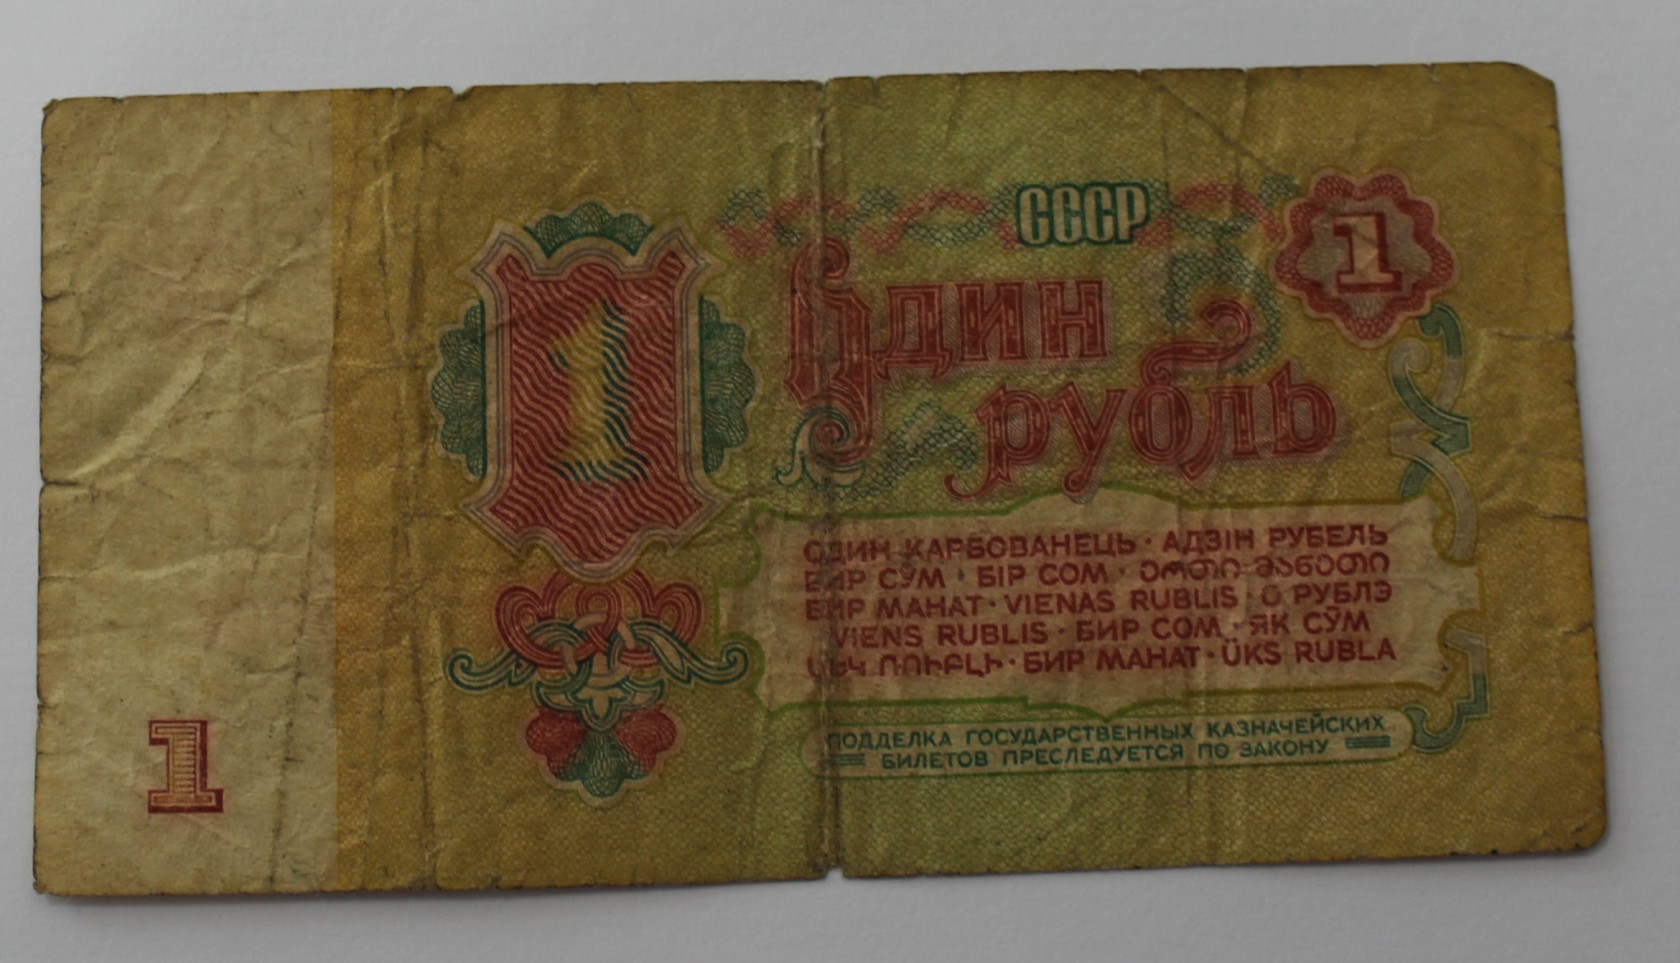 СССР
1
1
Один
рубль
ОДИН КАРБОВАНЕЦЬ · АДЗІН РУБЕЛЬ
БИР СЎМ · БІР СОМ · ᲔᲠᲗᲘ ᲛᲐᲜᲔᲗᲘ
БИР МАНАТ · VIENAS RUBLIS · О РУБЛЭ
VIENS RUBLIS · БИР СОМ · ЯК СӮМ
ՄԵԿ ՌՈՒԲԼԻ · БИР МАНАТ · ÜKS RUBLA
ПОДДЕЛКА ГОСУДАРСТВЕННЫХ КАЗНАЧЕЙСКИХ
БИЛЕТОВ ПРЕСЛЕДУЕТСЯ ПО ЗАКОНУ
1